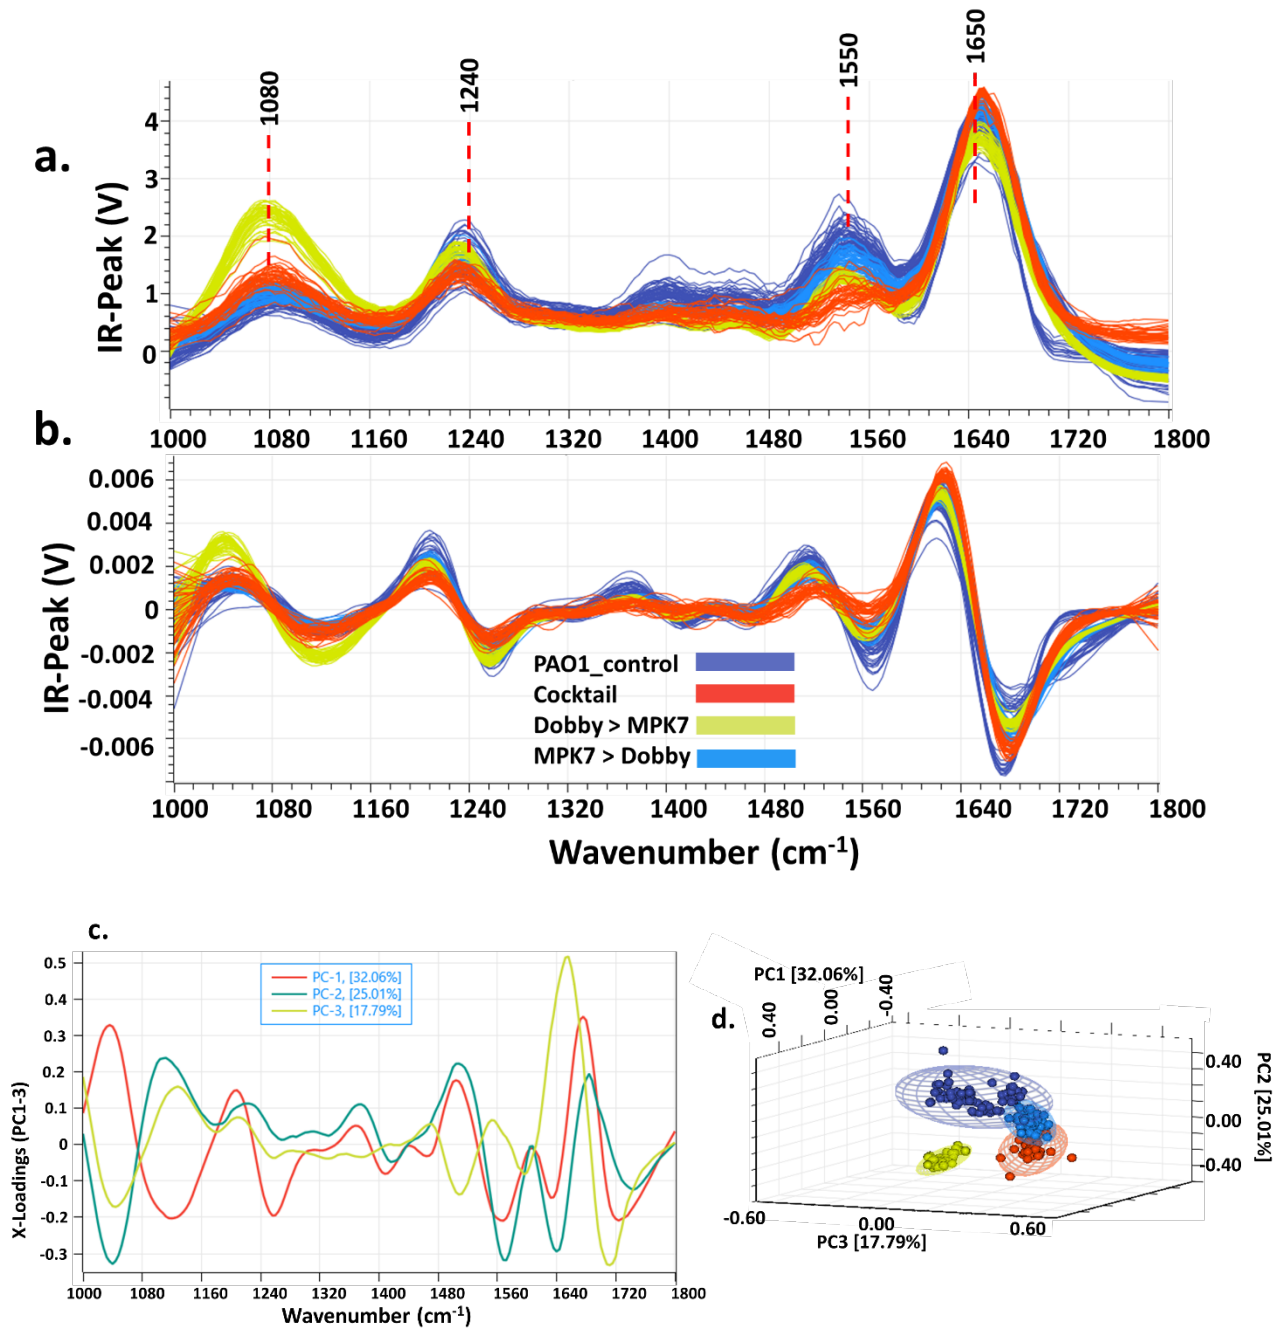 1080
1240
1550
1650
a.
IR-Peak (V)
4
3
2
1
0
1000 1080 1160 1240 1320 1400 1480 1560 1640 1720 1800
b.
IR-Peak (V)
0.006
0.004
0.002
0
-0.002
-0.004
-0.006
PAO1_control
Cocktail
Dobby > MPK7
MPK7 > Dobby
1000 1080 1160 1240 1320 1400 1480 1560 1640 1720 1800
Wavenumber (cm-1)
c.
X-Loadings (PC1-3)
0.5
0.4
0.3
0.2
0.1
0
-0.1
-0.2
-0.3
PC-1, [32.06%]
PC-2, [25.01%]
PC-3, [17.79%]
1000 1080 1160 1240 1320 1400 1480 1560 1640 1720 1800
Wavenumber (cm-1)
d.
PC1 [32.06%]
0.40 0.00 -0.40
0.40
0.00
-0.40
PC2 [25.01%]
-0.60 0.00 0.60
PC3 [17.79%]